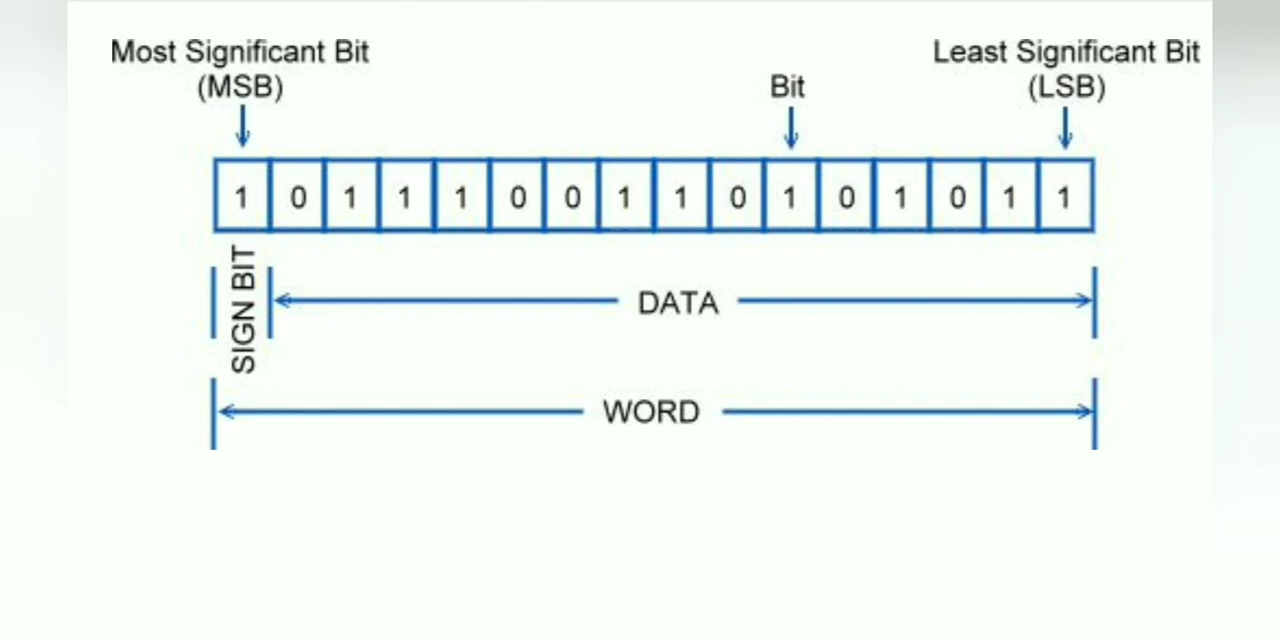 Most Significant Bit
(MSB)
Bit
Least Significant Bit
(LSB)
1 0 1 1 1 0 0 1 1 0 1 0 1 0 1 1
SIGN BIT
DATA
WORD